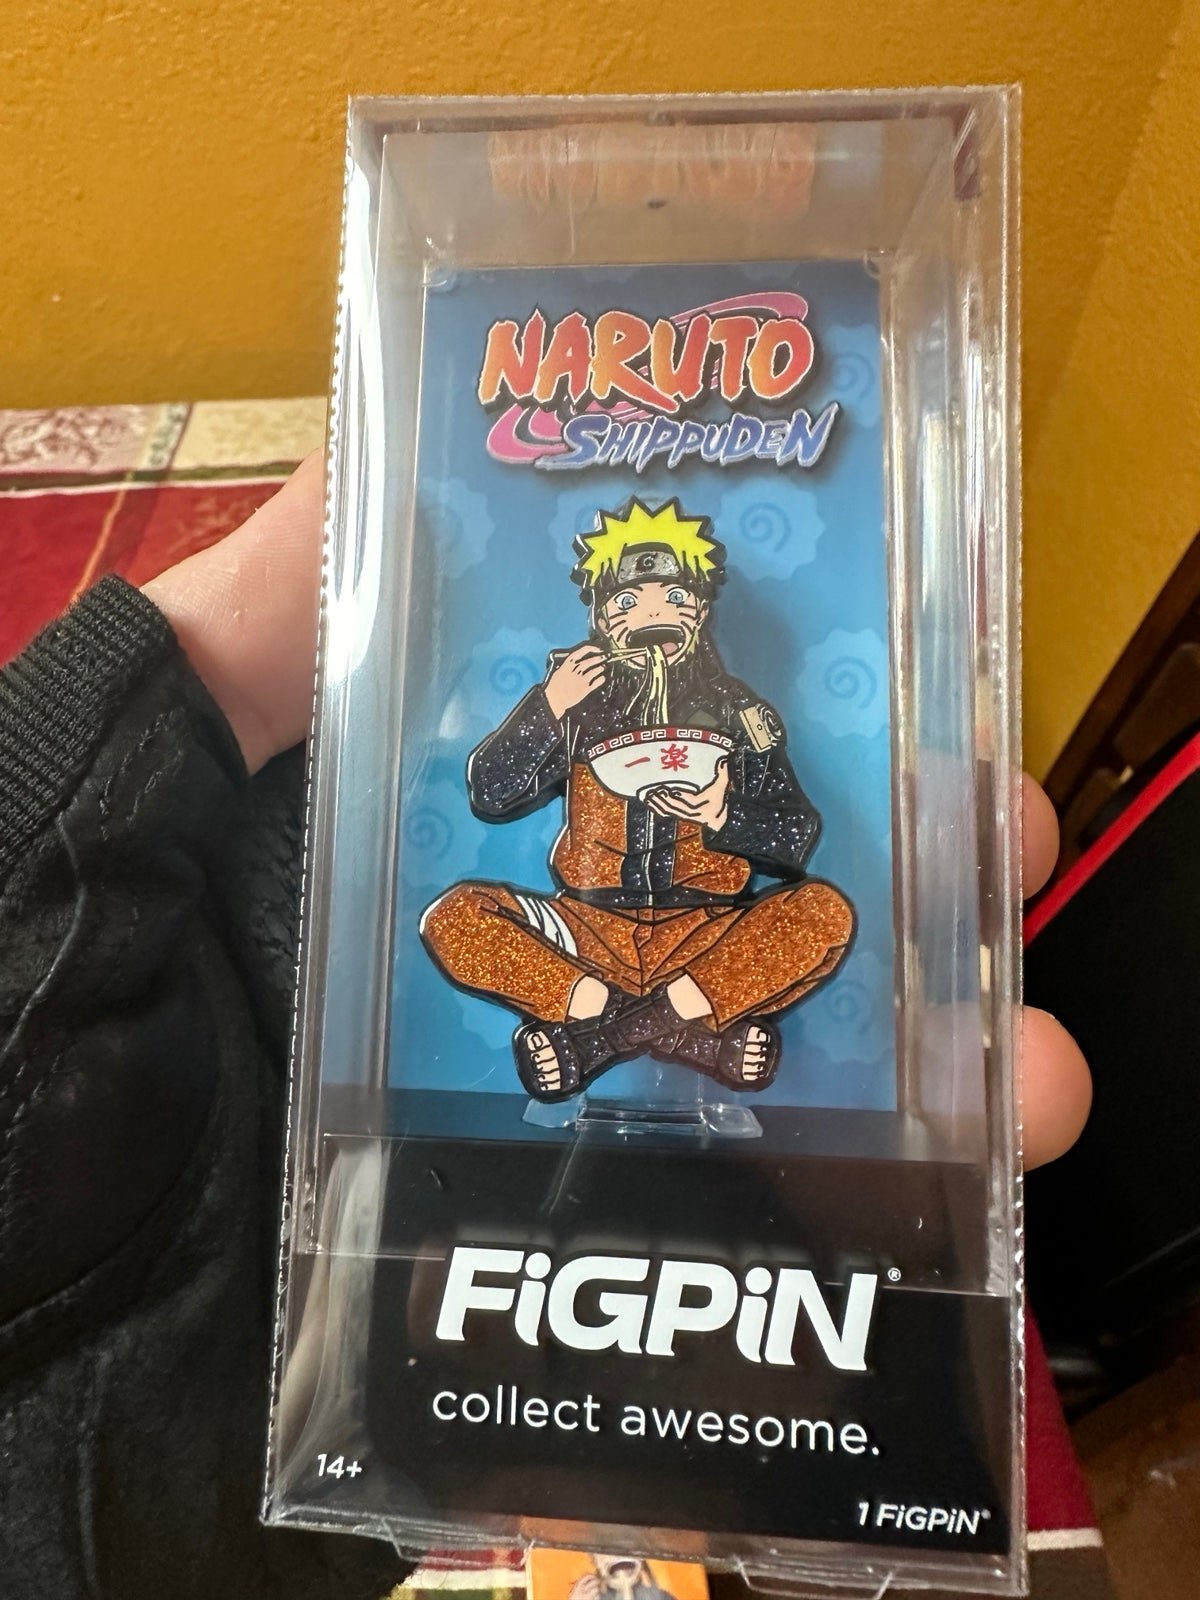 NARUTO
SHIPPUDEN
一楽
FiGPiN®
collect awesome.
14+
1 FiGPiN®